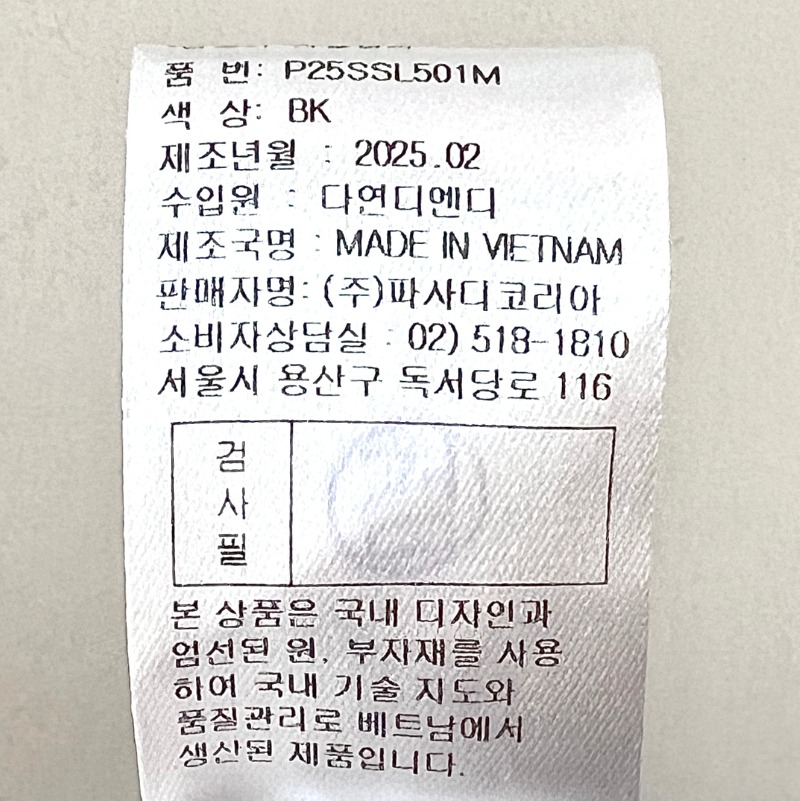 품 번: P25SSL501M
색 상: BK
제조년월 : 2025.02
수입원 : 다연디엔디
제조국명 : MADE IN VIETNAM
판매자명: (주)파사디코리아
소비자상담실 : 02) 518-1810
서울시 용산구 독서당로 116
검
사
필
본 상품은 국내 디자인과
엄선된 원, 부자재를 사용
하여 국내 기술 지도와
품질관리로 베트남에서
생산된 제품입니다.